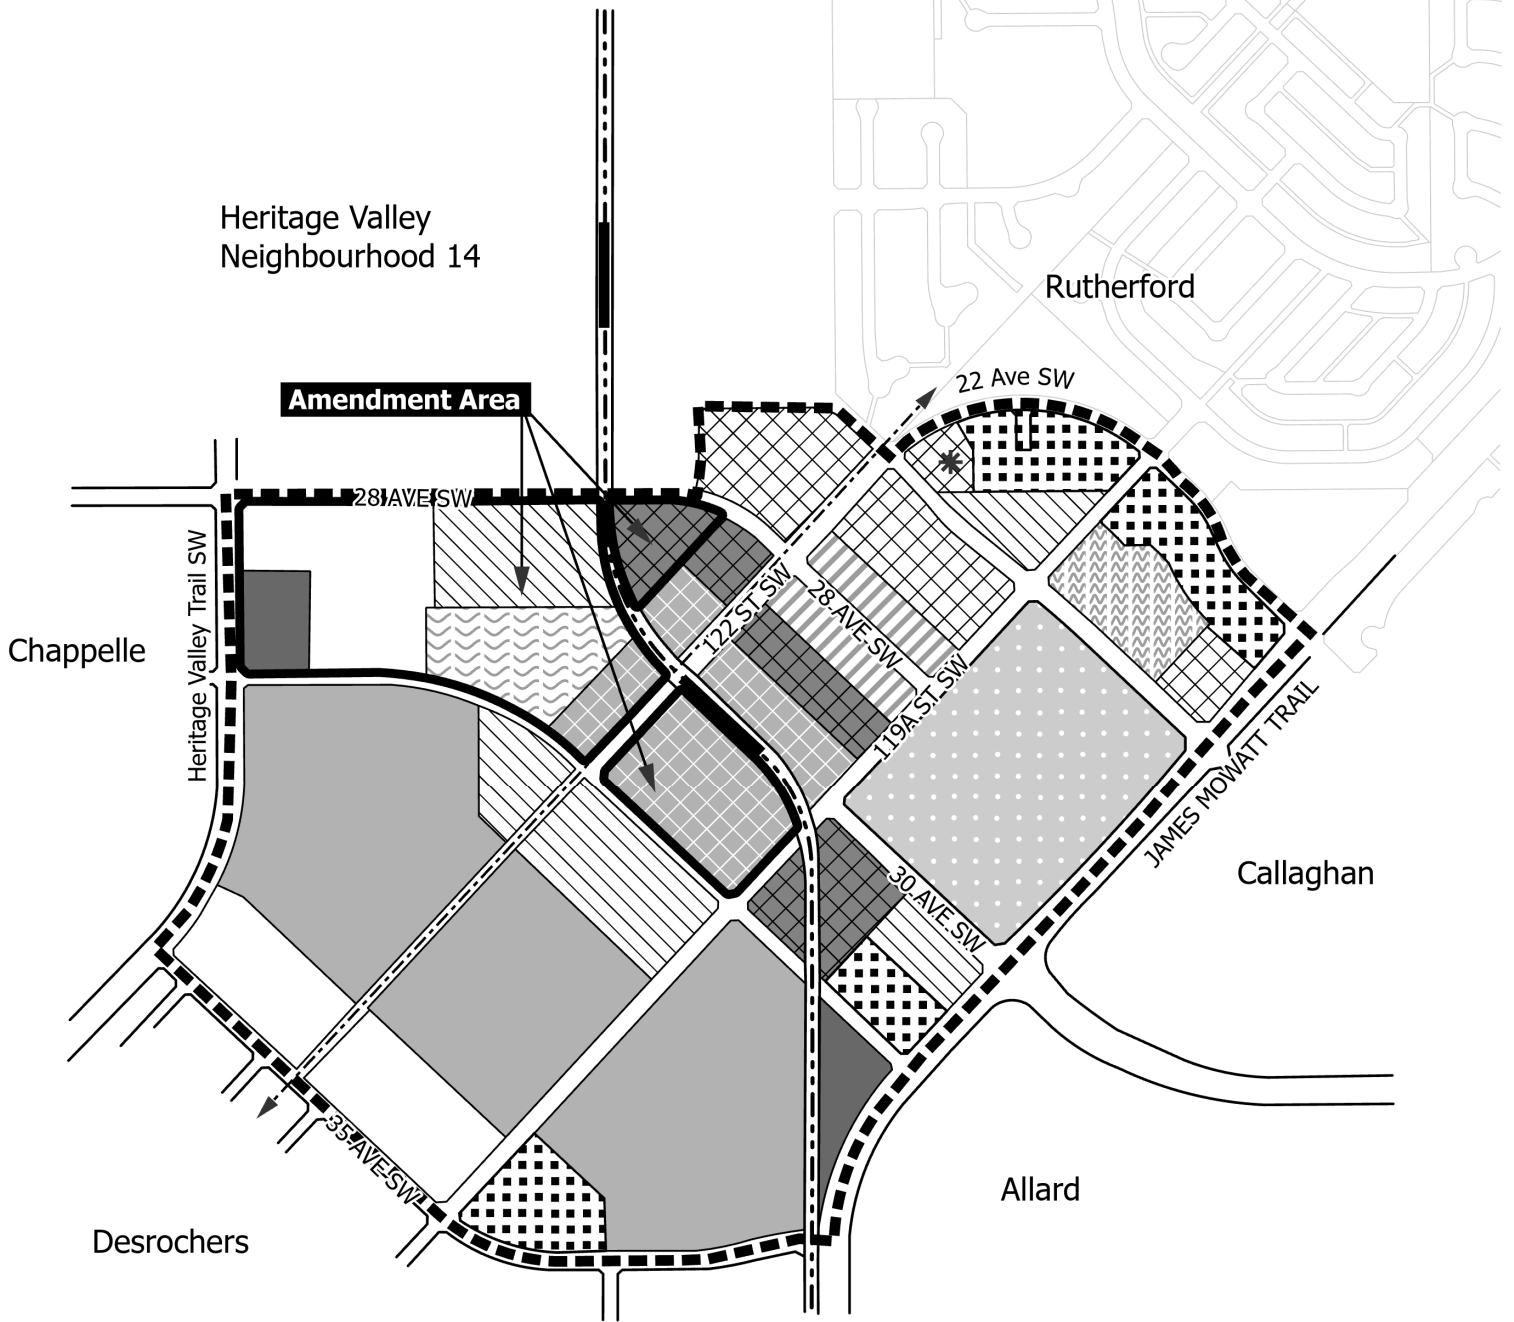 Heritage Valley
Neighbourhood 14
Rutherford
22 Ave SW
Amendment Area
28 AVE SW
Heritage Valley Trail SW
122 ST SW
28 AVE SW
Chappelle
119A ST SW
JAMES MOWATT TRAIL
Callaghan
30 AVE SW
35 AVE SW
Allard
Desrochers